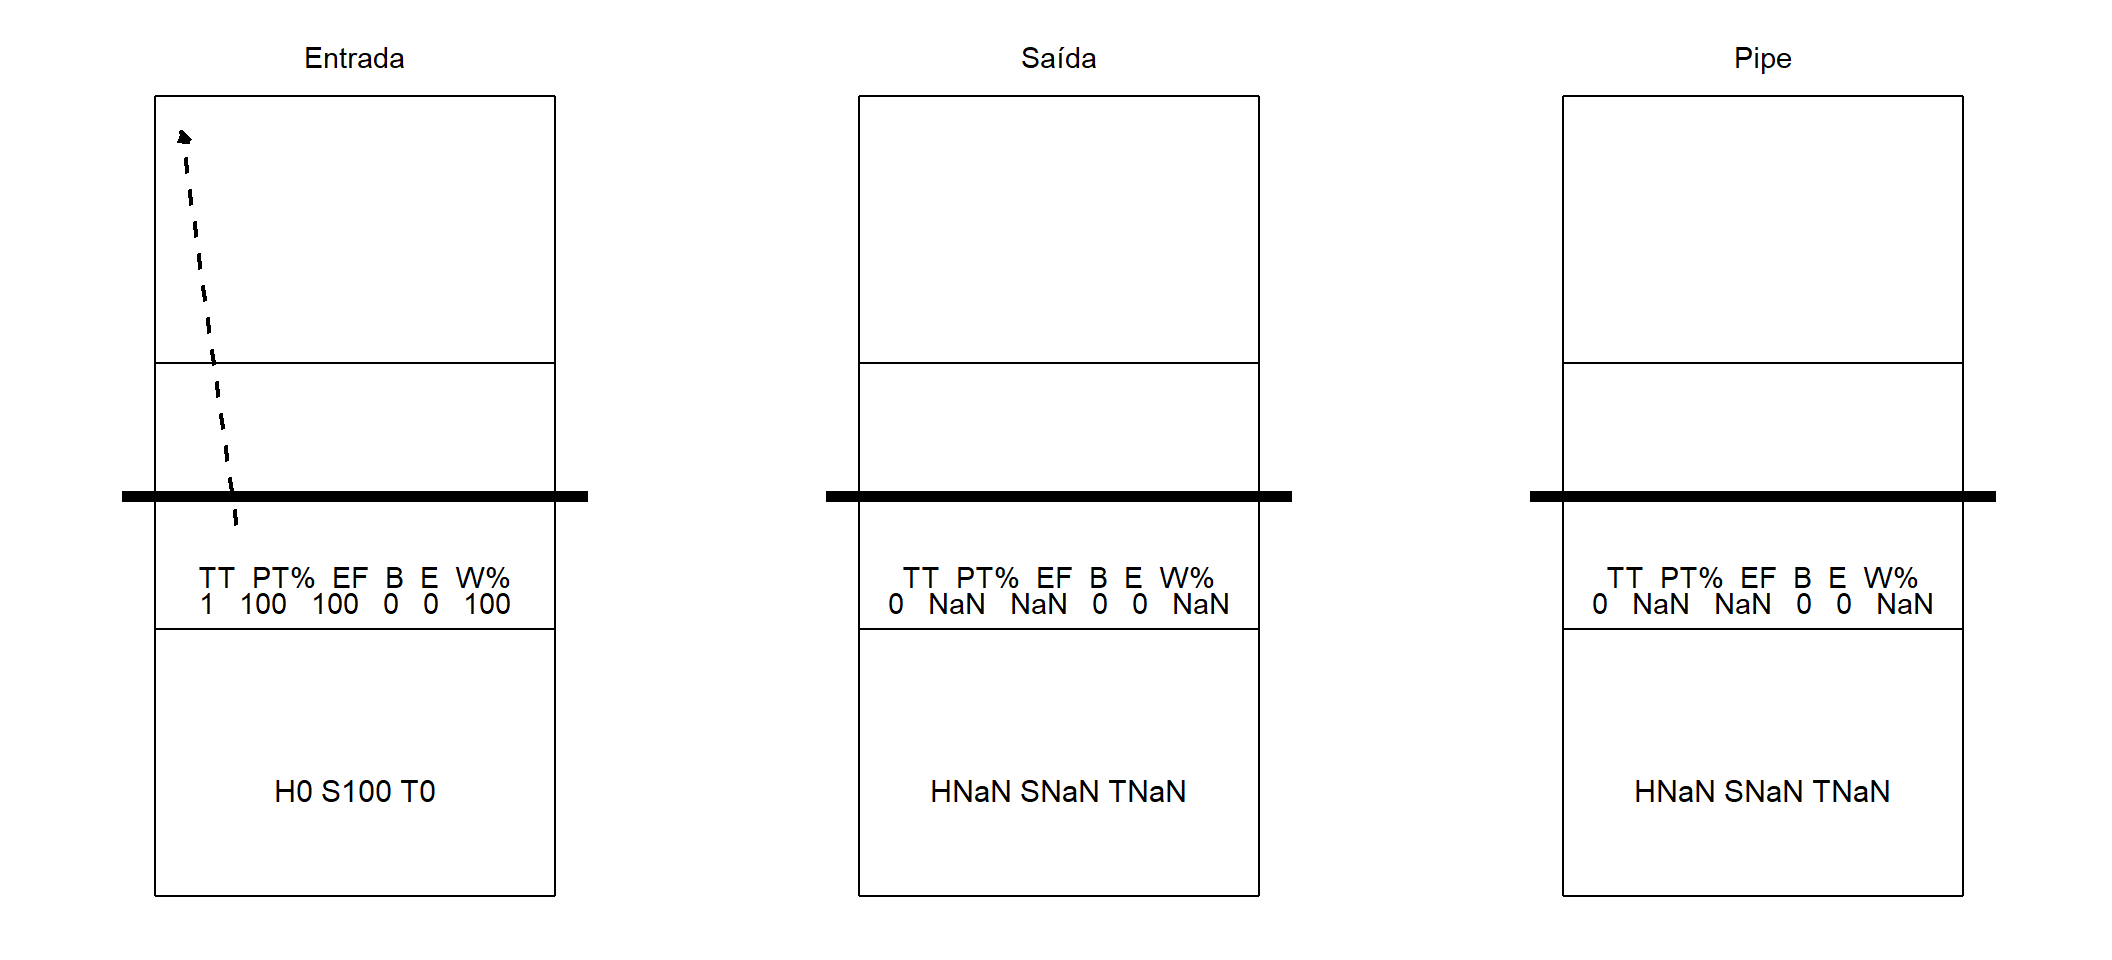 Entrada
Saída
Pipe
TT PT% EF B E W%
1 100 100 0 0 100
TT PT% EF B E W%
0 NaN NaN 0 0 NaN
TT PT% EF B E W%
0 NaN NaN 0 0 NaN
H0 S100 T0
HNaN SNaN TNaN
HNaN SNaN TNaN